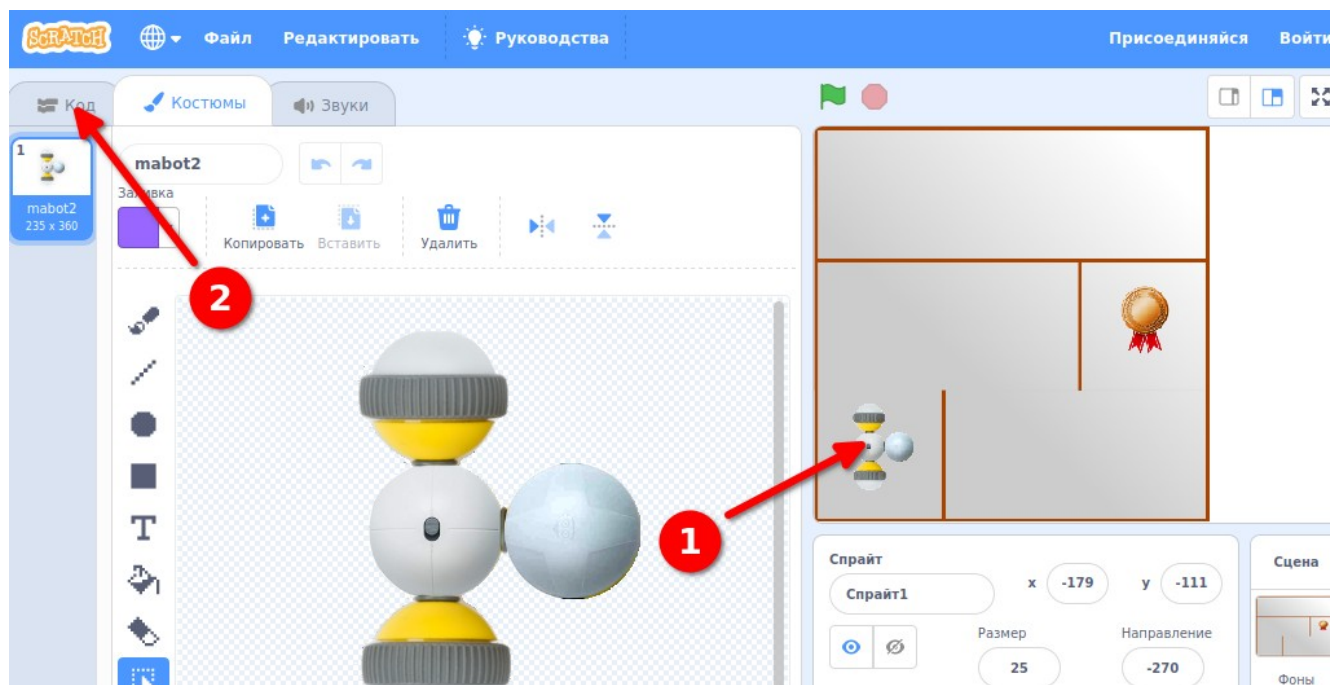 SCRATCH Файл Редактировать Руководства Присоединяйся Войти
Код Костюмы Звуки
1
mabot2
235 x 360
mabot2
Заливка
Копировать Вставить Удалить
2
T
1
Спрайт
Спрайт1
x -179 y -111
Размер
25
Направление
-270
Сцена
Фоны